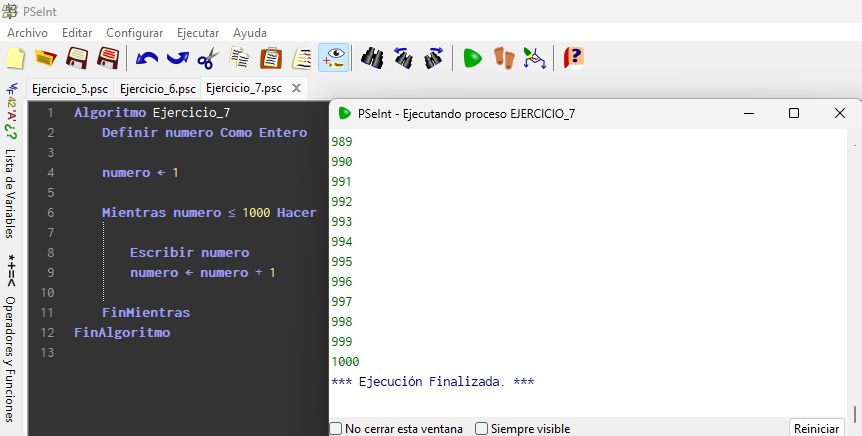 PSeInt
Archivo Editar Configurar Ejecutar Ayuda
Ejercicio_5.psc Ejercicio_6.psc Ejercicio_7.psc
1 Algoritmo Ejercicio_7
2 Definir numero Como Entero
3
4 numero ← 1
5
6 Mientras numero ≤ 1000 Hacer
7
8 Escribir numero
9 numero ← numero + 1
10
11 FinMientras
12 FinAlgoritmo
13
Lista de Variables
*+=<
Operadores y Funciones
PSeInt - Ejecutando proceso EJERCICIO_7
989
990
991
992
993
994
995
996
997
998
999
1000
*** Ejecución Finalizada. ***
No cerrar esta ventana Siempre visible Reiniciar